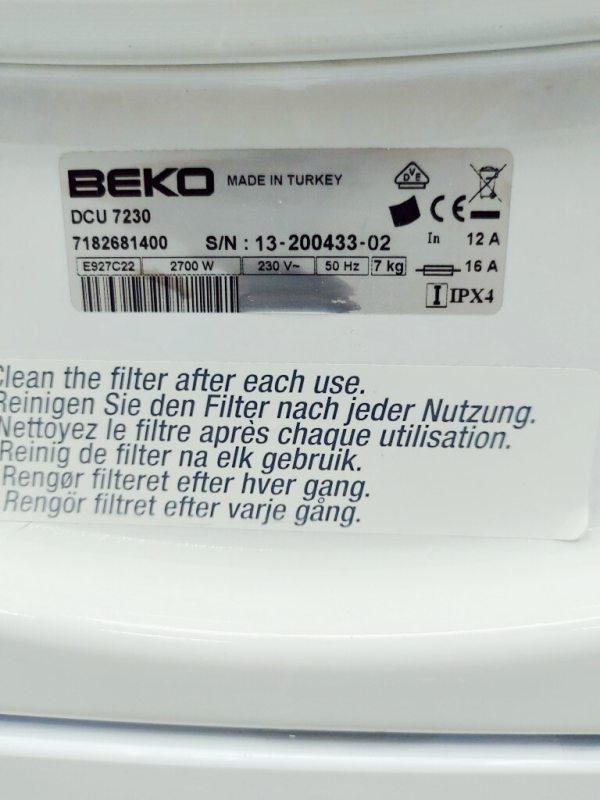 BEKO MADE IN TURKEY
DCU 7230
7182681400 S/N : 13-200433-02
In 12 A
E927C22 2700 W 230 V~ 50 Hz 7 kg
16 A
I IPX4
DVE
CE
Clean the filter after each use.
Reinigen Sie den Filter nach jeder Nutzung.
Nettoyez le filtre après chaque utilisation.
Reinig de filter na elk gebruik.
Rengør filteret efter hver gang.
Rengör filtret efter varje gång.